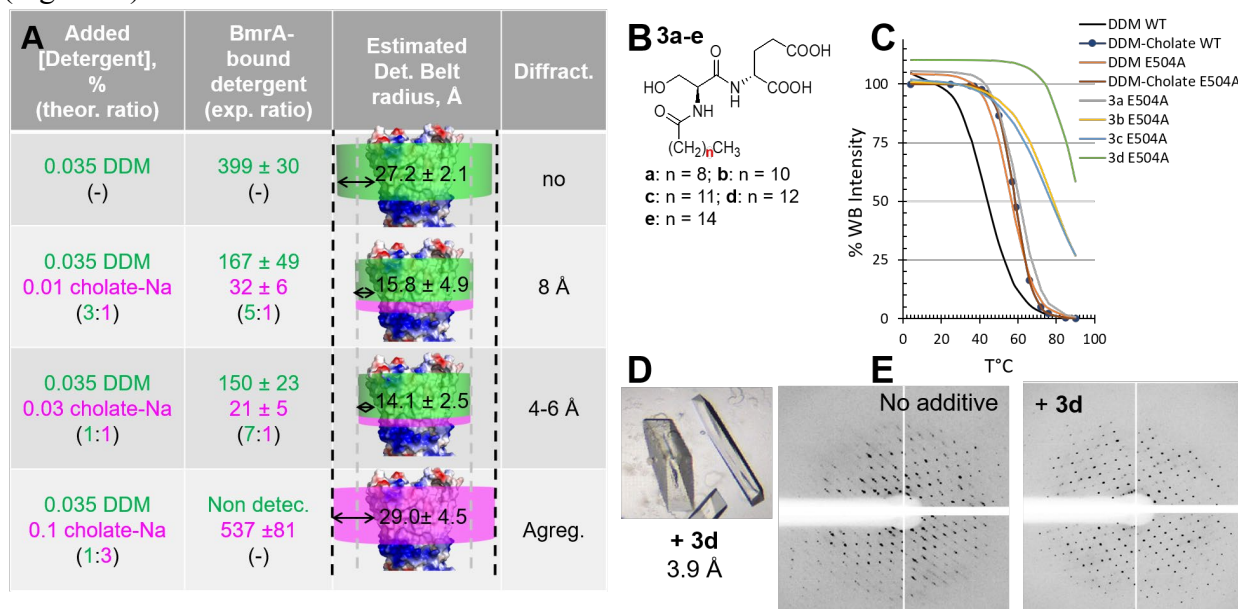 A
Added
[Detergent],
%
(theor. ratio)
BmrA-
bound
detergent
(exp. ratio)
Estimated
Det. Belt
radius, Å
Diffract.
0.035 DDM
(-)
399 ± 30
(-)
27.2 ± 2.1
no
0.035 DDM
0.01 cholate-Na
(3:1)
167 ± 49
32 ± 6
(5:1)
15.8 ± 4.9
8 Å
0.035 DDM
0.03 cholate-Na
(1:1)
150 ± 23
21 ± 5
(7:1)
14.1 ± 2.5
4-6 Å
0.035 DDM
0.1 cholate-Na
(1:3)
Non detec.
537 ±81
(-)
29.0± 4.5
Agreg.
B 3a-e
O
COOH
HO
N
H
COOH
O
NH
(CH2)nCH3
a: n = 8; b: n = 10
c: n = 11; d: n = 12
e: n = 14
C
DDM WT
DDM-Cholate WT
DDM E504A
DDM-Cholate E504A
3a E504A
3b E504A
3c E504A
3d E504A
% WB Intensity
100
75
50
25
0
0 20 40 60 80 100
T°C
D
+ 3d
3.9 Å
E
No additive
+ 3d